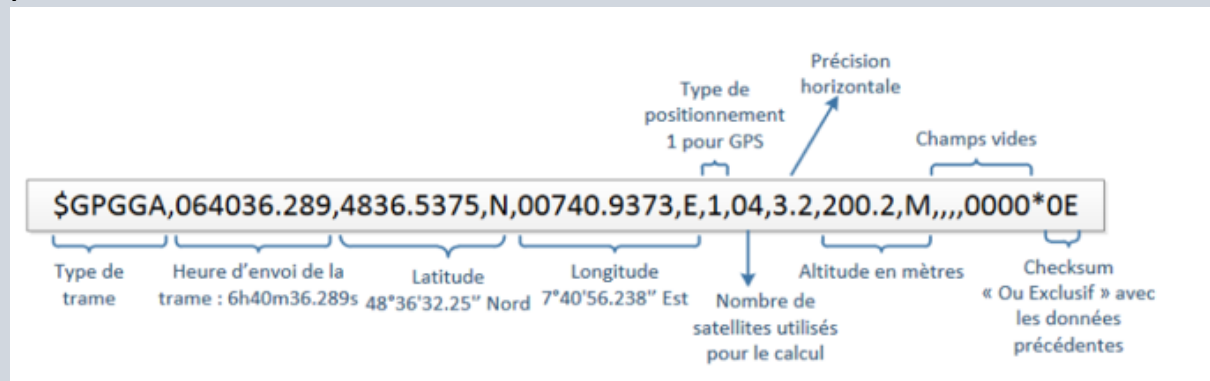 Précision
horizontale
Type de
positionnement
1 pour GPS
Champs vides
$GPGGA,064036.289,4836.5375,N,00740.9373,E,1,04,3.2,200.2,M,,,,0000*0E
Type de
trame
Heure d'envoi de la
trame : 6h40m36.289s
Latitude
48°36'32.25" Nord
Longitude
7°40'56.238" Est
Nombre de
satellites utilisés
pour le calcul
Altitude en mètres
Checksum
« Ou Exclusif » avec
les données
précédentes